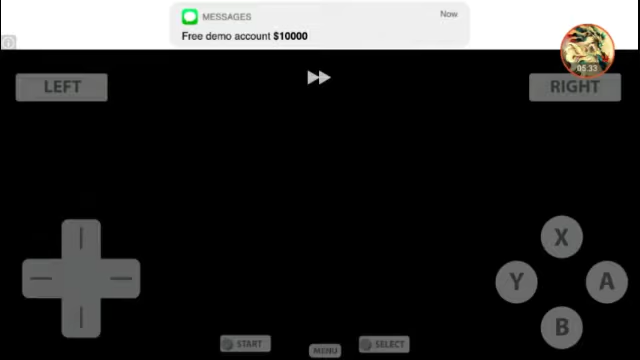 MESSAGES
Now
Free demo account $10000
05:33
LEFT
RIGHT
X
Y
A
B
START
MENU
SELECT